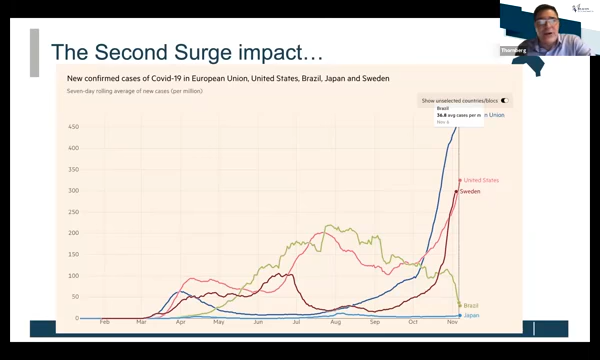 The Second Surge impact…
Thornberg
New confirmed cases of Covid-19 in European Union, United States, Brazil, Japan and Sweden
Seven-day rolling average of new cases (per million)
Show unselected countries/blocs
Brazil
36.8 avg cases per m
Nov 6
n Union
450
400
350
300
250
200
150
100
50
0
United States
Sweden
Brazil
Japan
Feb Mar Apr May Jun Jul Aug Sep Oct Nov